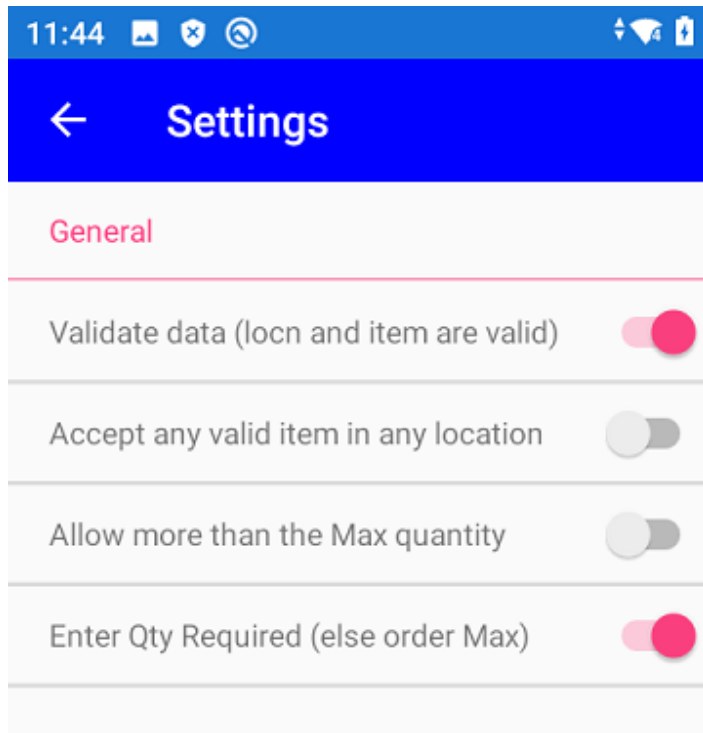 11:44
Settings
General
Validate data (locn and item are valid)
Accept any valid item in any location
Allow more than the Max quantity
Enter Qty Required (else order Max)